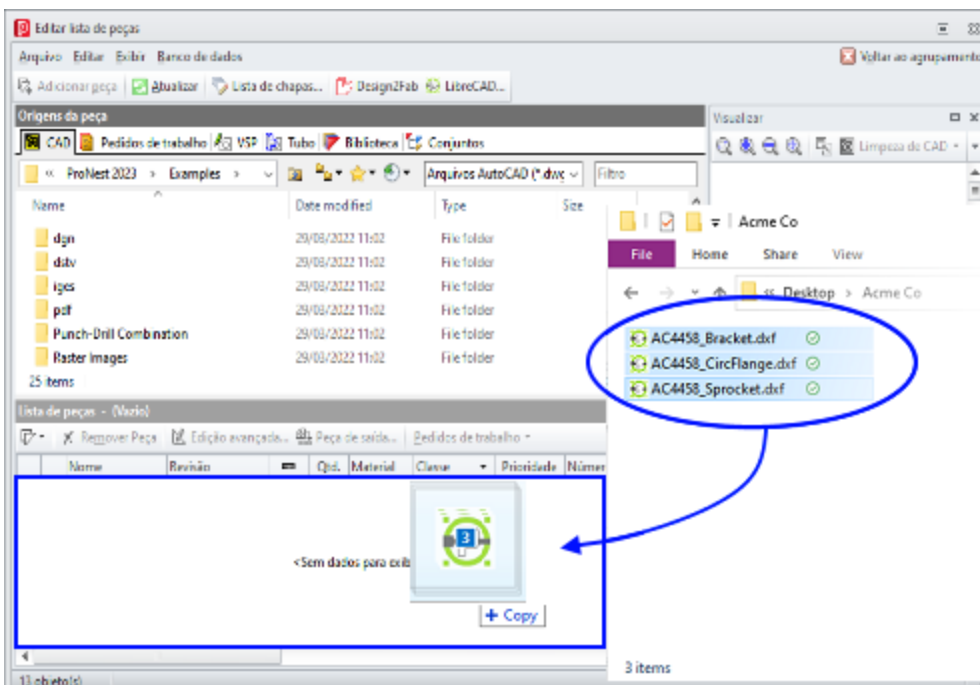 Editar lista de peças
Arquivo Editar Exibir Banco de dados
Voltar ao agrupamento
Adicionar peça Atualizar Lista de chapas... Design2Fab LibreCAD...
Origens da peça
Visualizar
CAD Pedidos de trabalho VSP Tubo Biblioteca Conjuntos
Limpeza de CAD
« ProNest 2023 > Examples > Arquivos AutoCAD (*.dwg Filtro
Name Date modified Type Size
dgn 29/03/2022 11:02 File folder
dstv 29/03/2022 11:02 File folder
iges 29/03/2022 11:02 File folder
pdf 29/03/2022 11:02 File folder
Punch-Drill Combination 29/03/2022 11:02 File folder
Raster Images 29/03/2022 11:02 File folder
25 items
Acme Co
File Home Share View
« Desktop > Acme Co
AC4458_Bracket.dxf
AC4458_CircFlange.dxf
AC4458_Sprocket.dxf
Lista de peças - (Vazio)
Remover Peça Edição avançada... Peça de saída... Pedidos de trabalho
Nome Revisão Qtd. Material Classe Prioridade Númer
<Sem dados para exib
3
+ Copy
3 items
13 objeto(s)